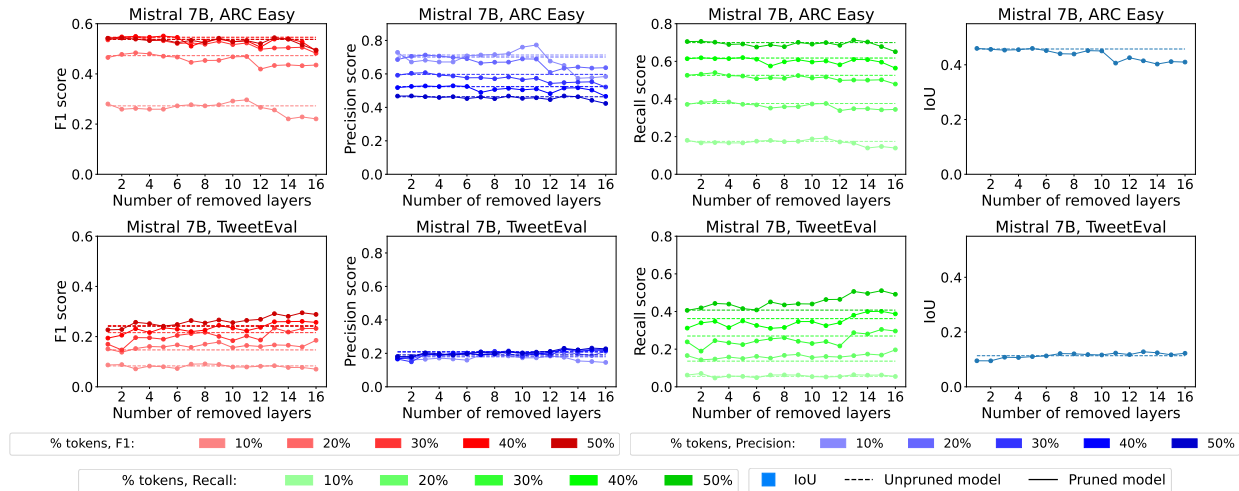 Mistral 7B, ARC Easy
F1 score
0.6
0.4
0.2
0.0
2 4 6 8 10 12 14 16
Number of removed layers
Mistral 7B, ARC Easy
Precision score
0.8
0.6
0.4
0.2
0.0
2 4 6 8 10 12 14 16
Number of removed layers
Mistral 7B, ARC Easy
Recall score
0.8
0.6
0.4
0.2
0.0
2 4 6 8 10 12 14 16
Number of removed layers
Mistral 7B, ARC Easy
IoU
0.4
0.2
0.0
2 4 6 8 10 12 14 16
Number of removed layers
Mistral 7B, TweetEval
F1 score
0.6
0.4
0.2
0.0
2 4 6 8 10 12 14 16
Number of removed layers
Mistral 7B, TweetEval
Precision score
0.8
0.6
0.4
0.2
0.0
2 4 6 8 10 12 14 16
Number of removed layers
Mistral 7B, TweetEval
Recall score
0.8
0.6
0.4
0.2
0.0
2 4 6 8 10 12 14 16
Number of removed layers
Mistral 7B, TweetEval
IoU
0.4
0.2
0.0
2 4 6 8 10 12 14 16
Number of removed layers
% tokens, F1: 10% 20% 30% 40% 50%
% tokens, Precision: 10% 20% 30% 40% 50%
% tokens, Recall: 10% 20% 30% 40% 50%
IoU Unpruned model Pruned model